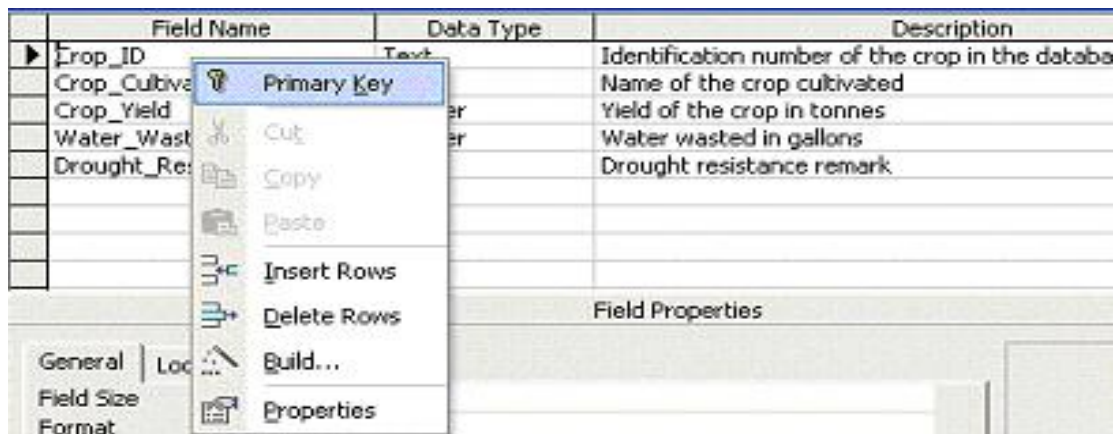 Field Name Data Type Description
Crop_ID Text Identification number of the crop in the databa
Crop_Cultiva Name of the crop cultivated
Primary Key
Crop_Yield er Yield of the crop in tonnes
Water_Wast er Water wasted in gallons
Cut
Drought_Res Drought resistance remark
Copy
Paste
Insert Rows
Delete Rows
Field Properties
Build...
General Loo
Field Size
Properties
Format